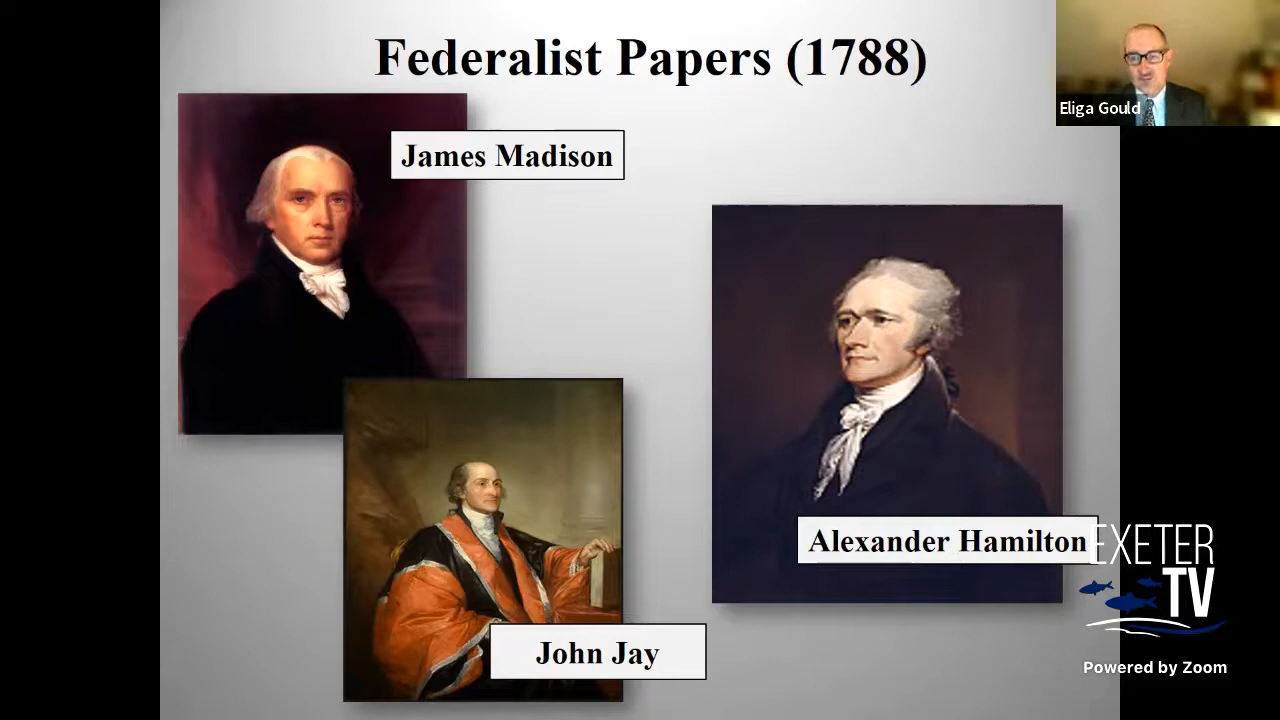 Federalist Papers (1788)
Eliga Gould
James Madison
Alexander Hamilton
EXETER
TV
John Jay
Powered by Zoom